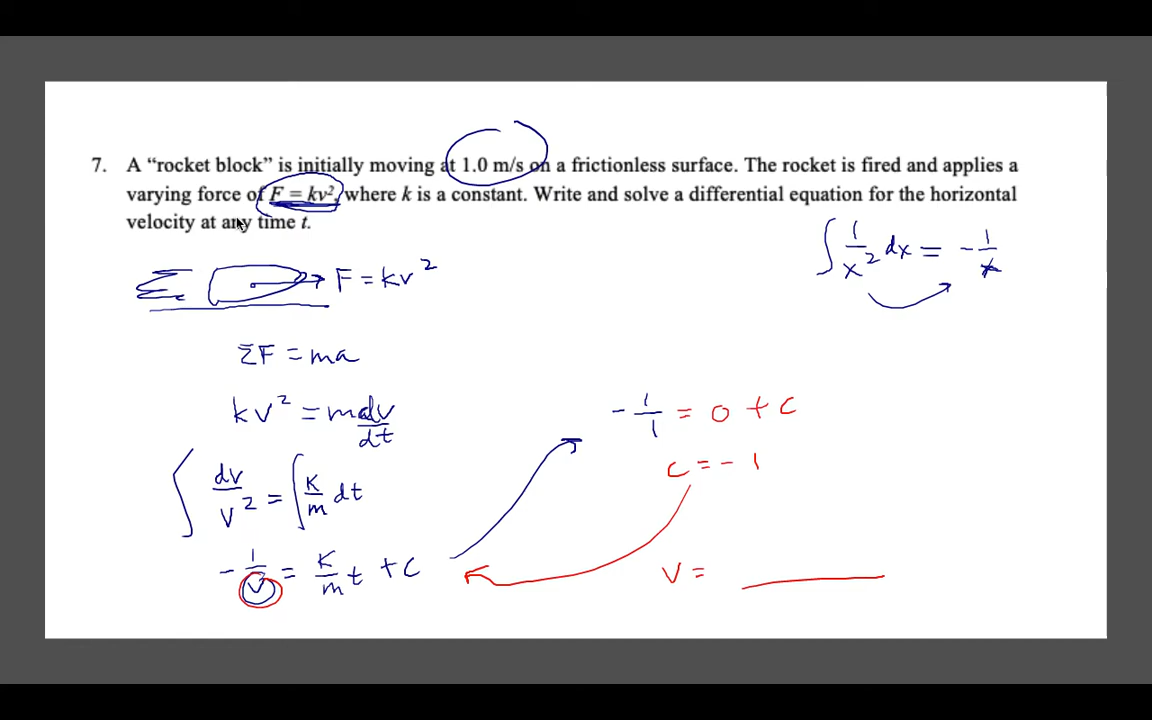 7. A “rocket block” is initially moving at 1.0 m/s on a frictionless surface. The rocket is fired and applies a
varying force of F = kv², where k is a constant. Write and solve a differential equation for the horizontal
velocity at any time t.
∫ 1/x² dx = - 1/x
F = kv²
ΣF = ma
kv² = m dv/dt
∫ dv/v² = ∫ k/m dt
- 1/v = k/m t + C
- 1/1 = 0 + C
C = - 1
v =